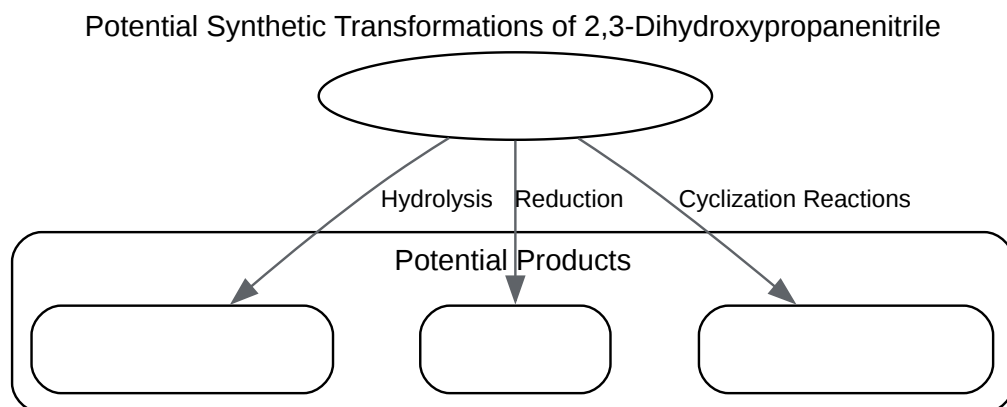 Potential Synthetic Transformations of 2,3-Dihydroxypropanenitrile
Hydrolysis
Reduction
Cyclization Reactions
Potential Products